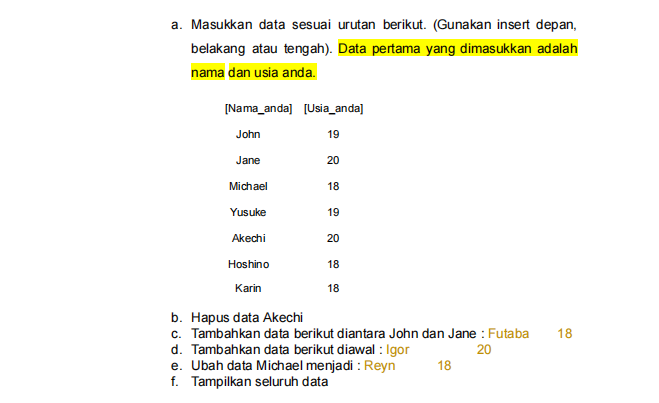 a. Masukkan data sesuai urutan berikut. (Gunakan insert depan,
belakang atau tengah). Data pertama yang dimasukkan adalah
nama dan usia anda.
[Nama_anda] [Usia_anda]
John 19
Jane 20
Michael 18
Yusuke 19
Akechi 20
Hoshino 18
Karin 18
b. Hapus data Akechi
c. Tambahkan data berikut diantara John dan Jane : Futaba 18
d. Tambahkan data berikut diawal : Igor 20
e. Ubah data Michael menjadi : Reyn 18
f. Tampilkan seluruh data